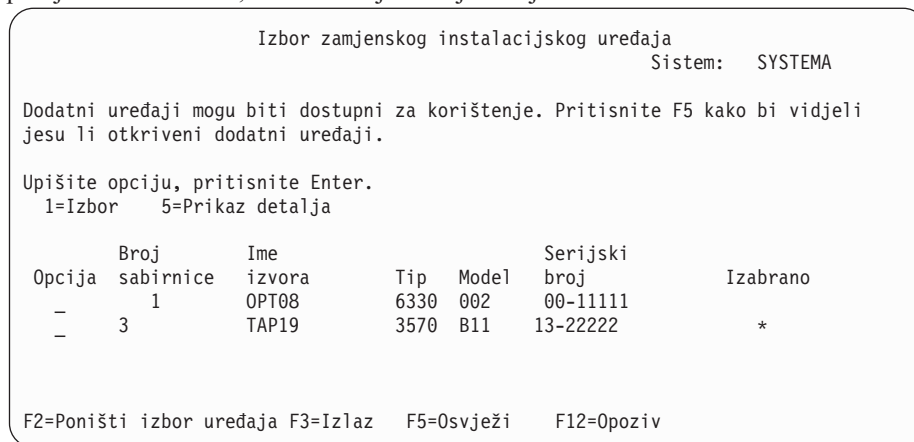 Izbor zamjenskog instalacijskog uređaja
Sistem: SYSTEMA
Dodatni uređaji mogu biti dostupni za korištenje. Pritisnite F5 kako bi vidjeli
jesu li otkriveni dodatni uređaji.
Upišite opciju, pritisnite Enter.
1=Izbor 5=Prikaz detalja
Broj Ime Serijski
Opcija sabirnice izvora Tip Model broj Izabrano
_ 1 OPT08 6330 002 00-11111
_ 3 TAP19 3570 B11 13-22222 *
F2=Poništi izbor uređaja F3=Izlaz F5=Osvježi F12=Opoziv